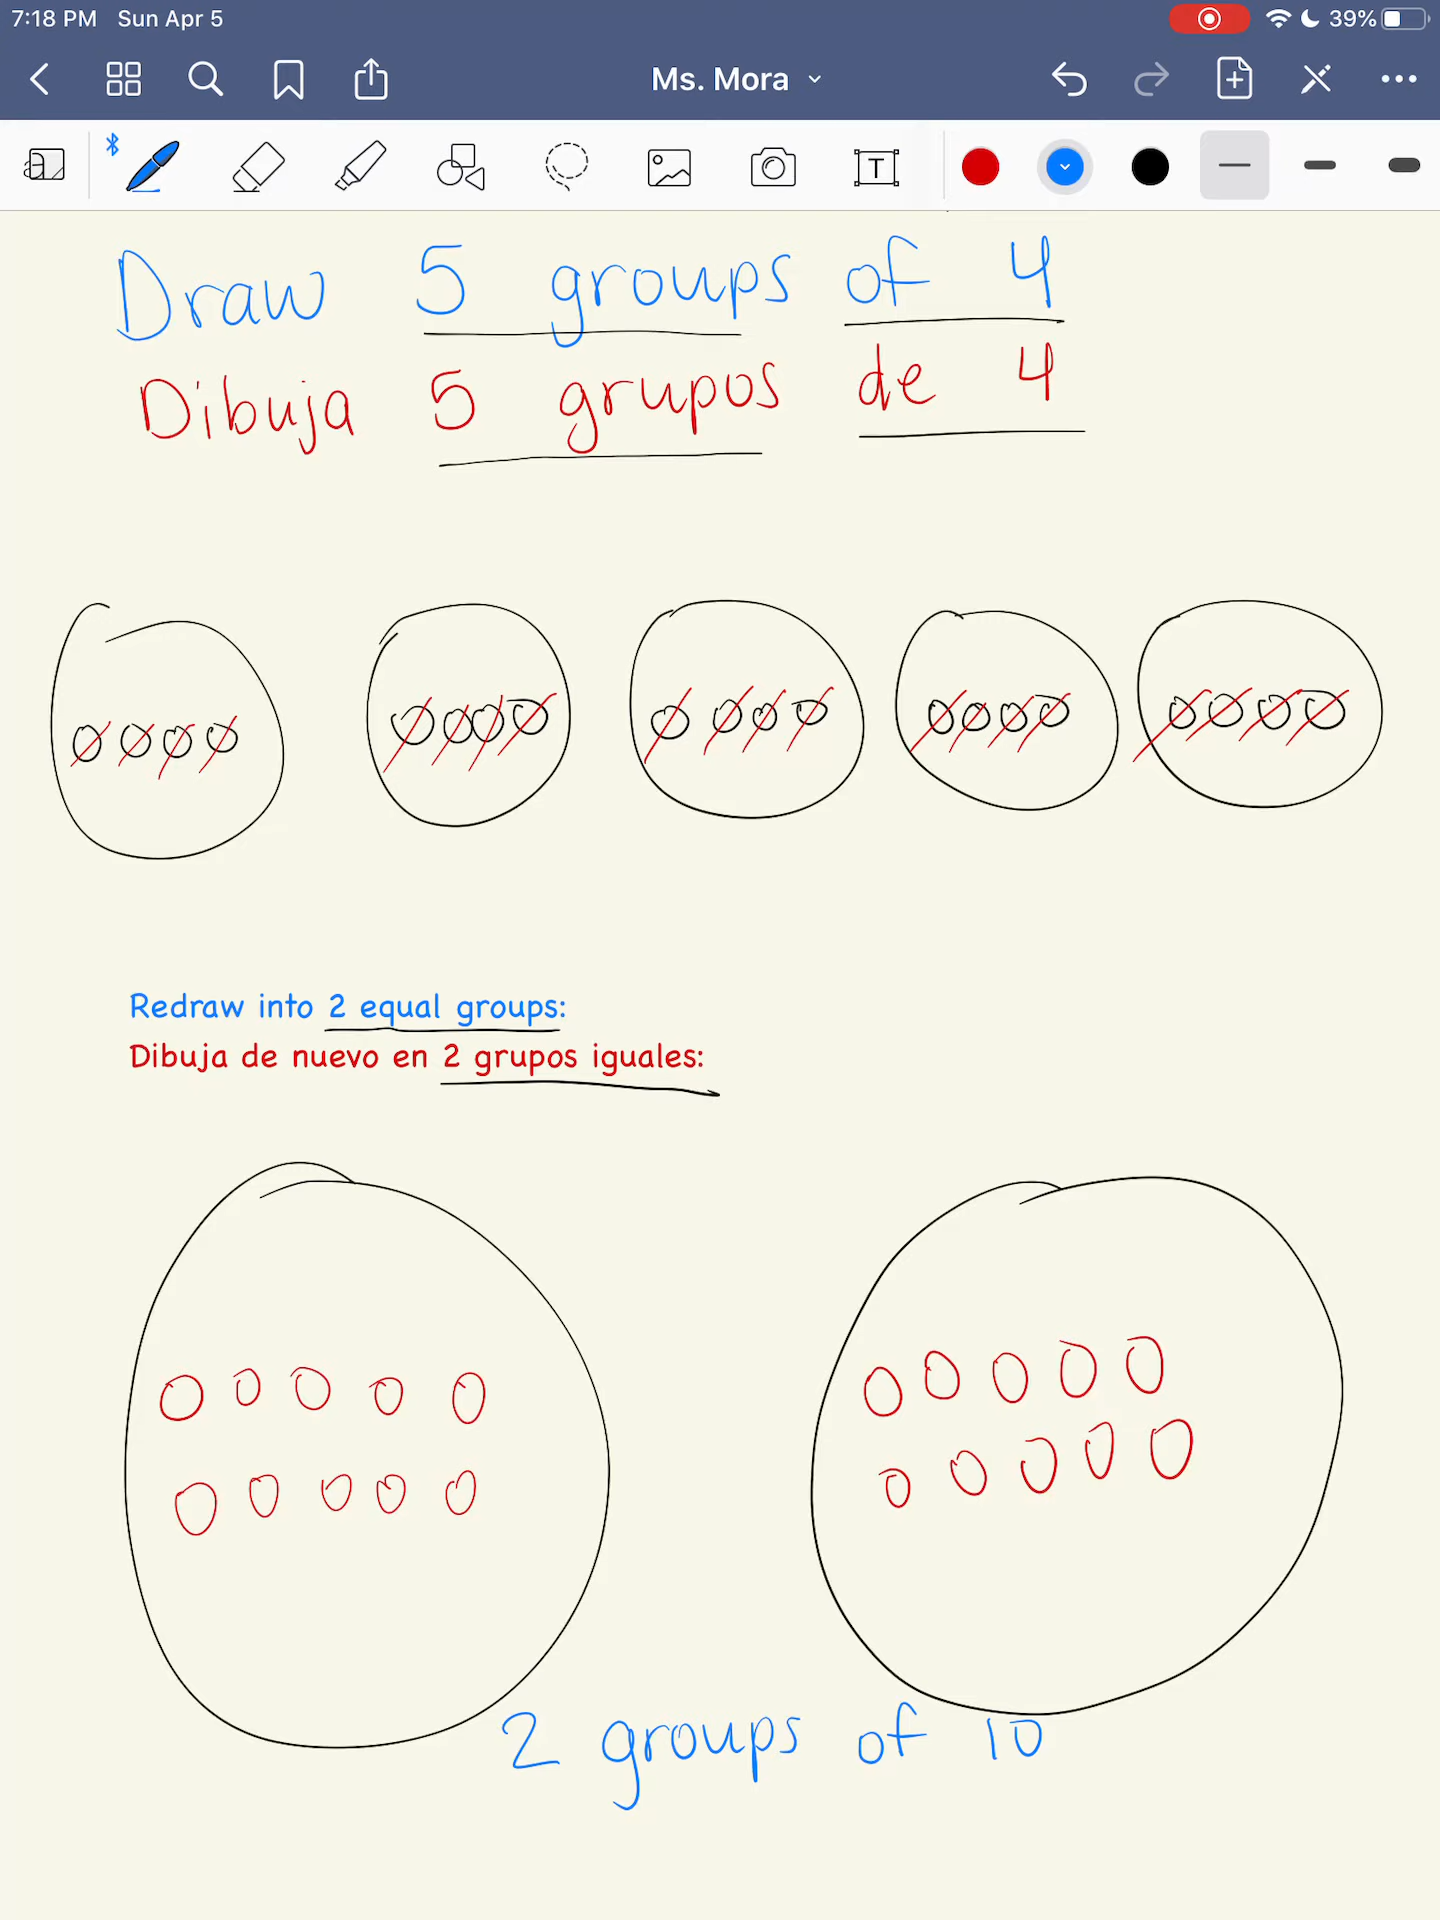 7:18 PM Sun Apr 5 39%
Ms. Mora
T
Draw 5 groups of 4
Dibuja 5 grupos de 4
Redraw into 2 equal groups:
Dibuja de nuevo en 2 grupos iguales:
2 groups of 10